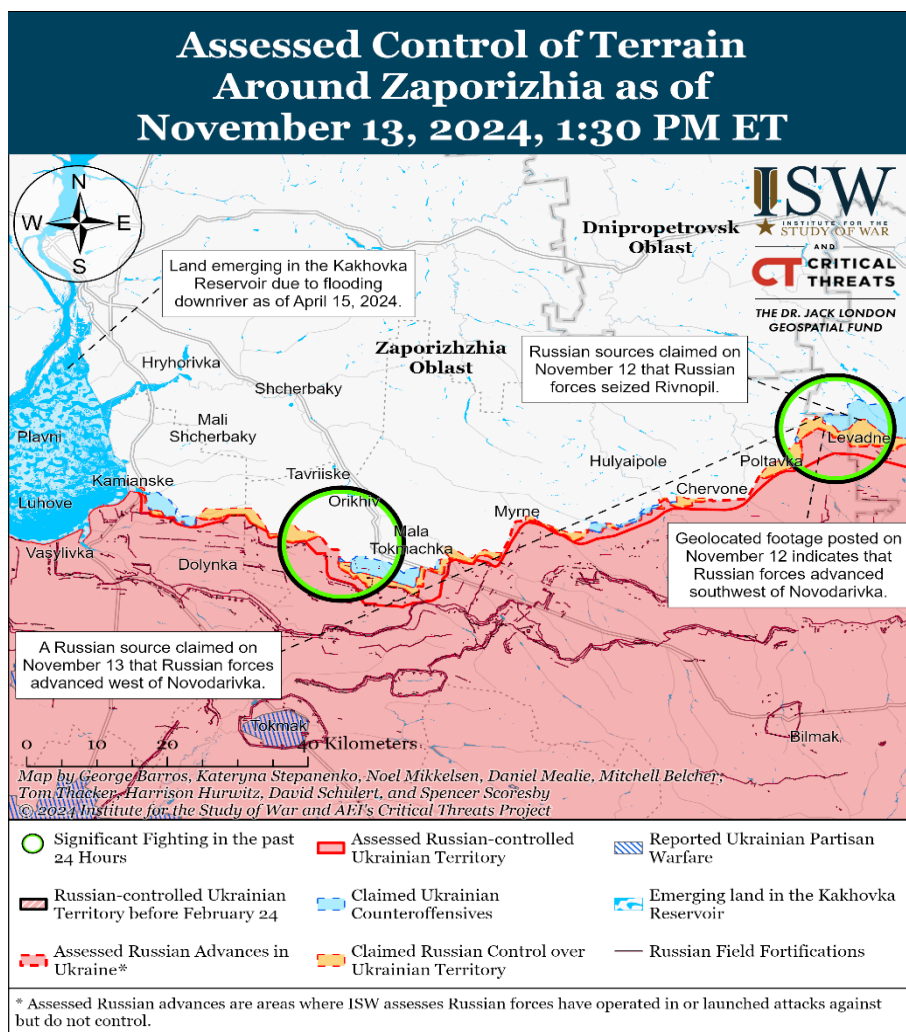 Assessed Control of Terrain
Around Zaporizhia as of
November 13, 2024, 1:30 PM ET
N
W
E
S
ISW
INSTITUTE FOR THE
STUDY OF WAR
AND
CT CRITICAL
THREATS
THE DR. JACK LONDON
GEOSPATIAL FUND
Dnipropetrovsk
Oblast
Land emerging in the Kakhovka
Reservoir due to flooding
downriver as of April 15, 2024.
Zaporizhzhia
Oblast
Russian sources claimed on
November 12 that Russian
forces seized Rivnopil.
Hryhorivka
Shcherbaky
Mali
Shcherbaky
Plavni
Levadne
Hulyaipole
Poltavka
Tavriiske
Kamianske
Chervone
Luhove
Orikhiv
Myrne
Mala
Tokmachka
Vasylivka
Dolynka
Geolocated footage posted on
November 12 indicates that
Russian forces advanced
southwest of Novodarivka.
A Russian source claimed on
November 13 that Russian forces
advanced west of Novodarivka.
Tokmak
Bilmak
0 10 20 40 Kilometers
Map by George Barros, Kateryna Stepanenko, Noel Mikkelsen, Daniel Mealie, Mitchell Belcher,
Tom Thacker, Harrison Hurwitz, David Schulert, and Spencer Scoresby
© 2024 Institute for the Study of War and AEI's Critical Threats Project
Significant Fighting in the past
24 Hours
Assessed Russian-controlled
Ukrainian Territory
Reported Ukrainian Partisan
Warfare
Russian-controlled Ukrainian
Territory before February 24
Claimed Ukrainian
Counteroffensives
Emerging land in the Kakhovka
Reservoir
Assessed Russian Advances in
Ukraine*
Claimed Russian Control over
Ukrainian Territory
Russian Field Fortifications
* Assessed Russian advances are areas where ISW assesses Russian forces have operated in or launched attacks against
but do not control.